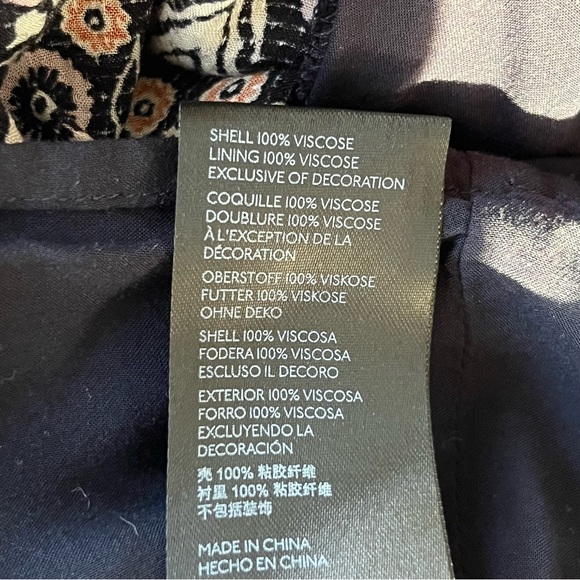 SHELL 100% VISCOSE
LINING 100% VISCOSE
EXCLUSIVE OF DECORATION
COQUILLE 100% VISCOSE
DOUBLURE 100% VISCOSE
À L'EXCEPTION DE LA
DÉCORATION
OBERSTOFF 100% VISKOSE
FUTTER 100% VISKOSE
OHNE DEKO
SHELL 100% VISCOSA
FODERA 100% VISCOSA
ESCLUSO IL DECORO
EXTERIOR 100% VISCOSA
FORRO 100% VISCOSA
EXCLUYENDO LA
DECORACIÓN
壳 100% 粘胶纤维
衬里 100% 粘胶纤维
不包括装饰
MADE IN CHINA
HECHO EN CHINA